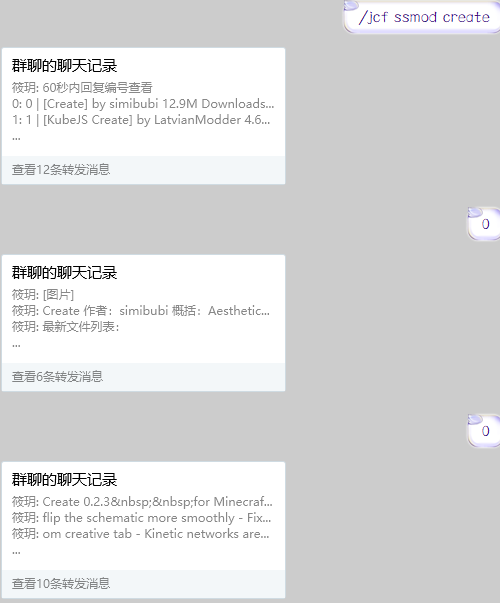 /jcf ssmod create
群聊的聊天记录
筱玥: 60秒内回复编号查看
0: 0 | [Create] by simibubi 12.9M Downloads...
1: 1 | [KubeJS Create] by LatvianModder 4.6...
...
查看12条转发消息
0
群聊的聊天记录
筱玥: [图片]
筱玥: Create 作者：simibubi 概括：Aesthetic...
筱玥: 最新文件列表：
...
查看6条转发消息
0
群聊的聊天记录
筱玥: Create 0.2.3&nbsp;&nbsp;for Minecraf...
筱玥: flip the schematic more smoothly - Fix...
筱玥: om creative tab - Kinetic networks are...
...
查看10条转发消息